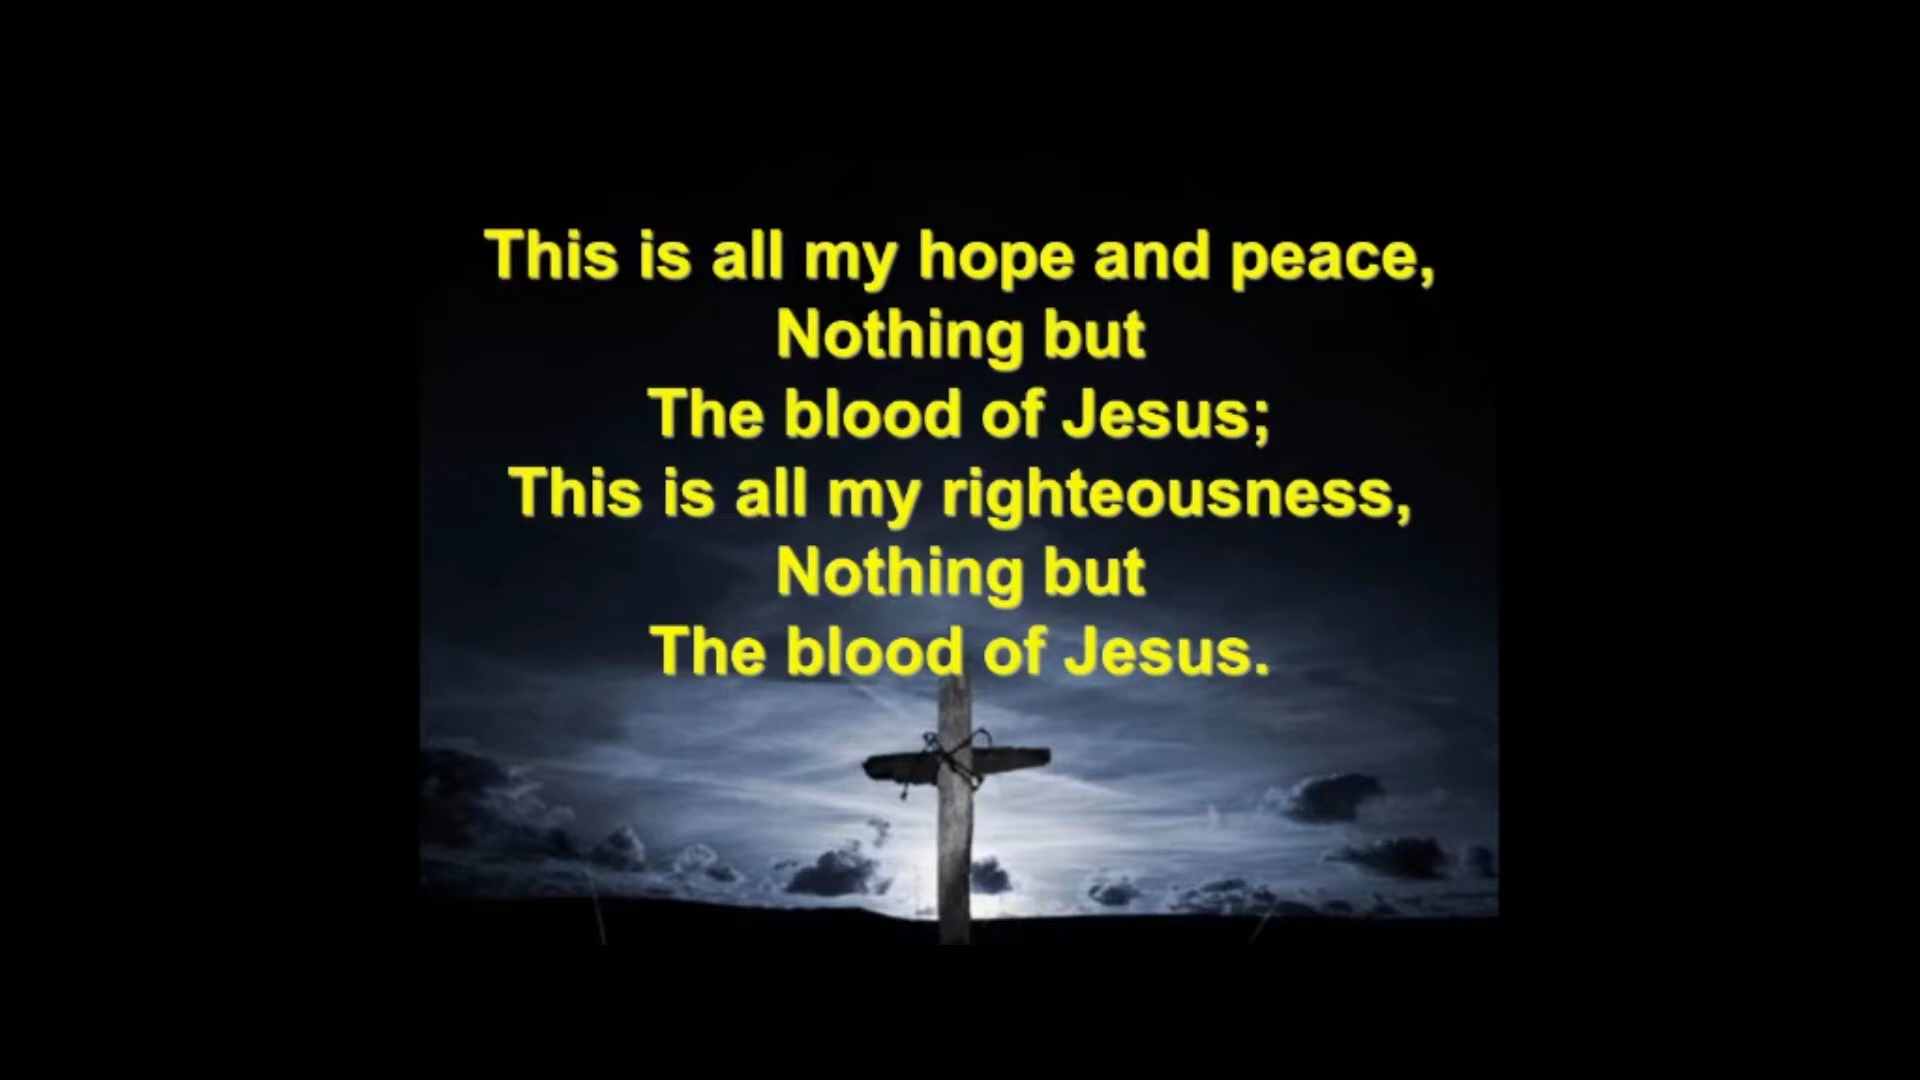 This is all my hope and peace,
Nothing but
The blood of Jesus;
This is all my righteousness,
Nothing but
The blood of Jesus.